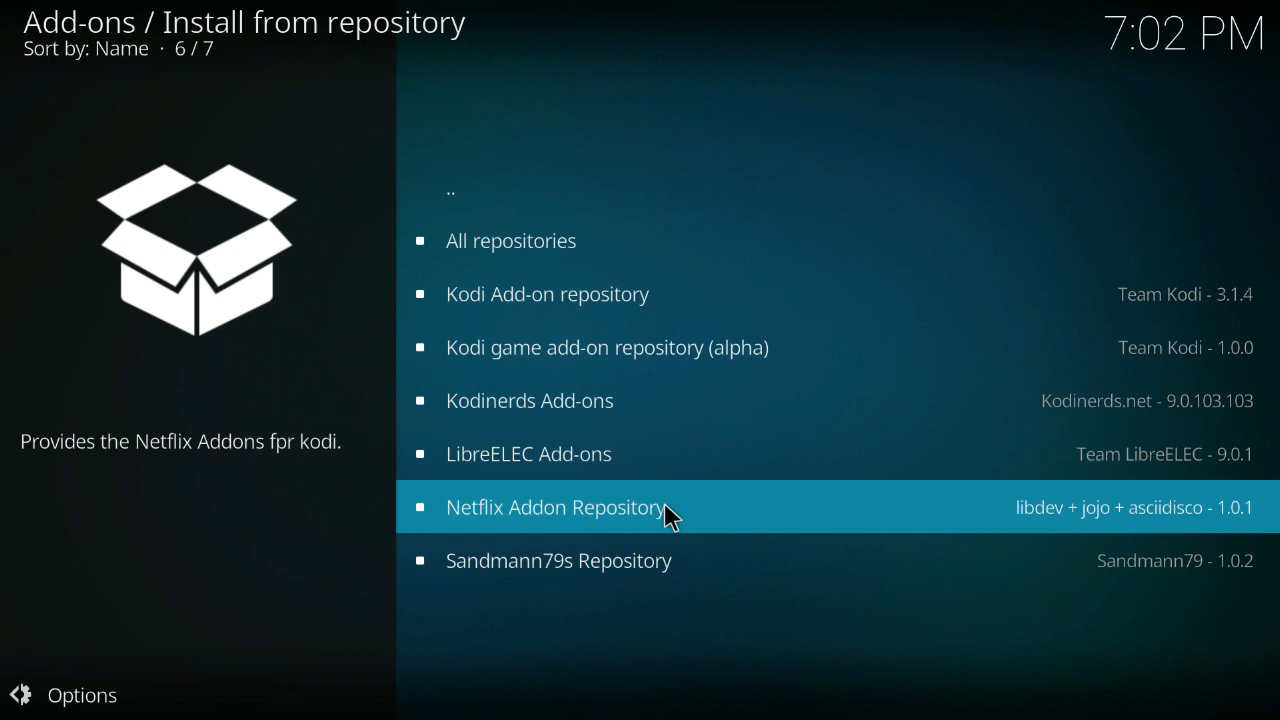 Add-ons / Install from repository
Sort by: Name · 6 / 7
7:02 PM
..
All repositories
Kodi Add-on repository Team Kodi - 3.1.4
Kodi game add-on repository (alpha) Team Kodi - 1.0.0
Kodinerds Add-ons Kodinerds.net - 9.0.103.103
LibreELEC Add-ons Team LibreELEC - 9.0.1
Netflix Addon Repository libdev + jojo + asciidisco - 1.0.1
Sandmann79s Repository Sandmann79 - 1.0.2
Provides the Netflix Addons fpr kodi.
Options